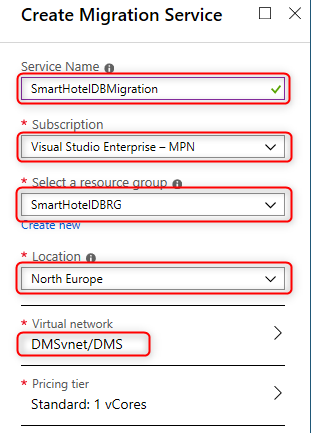 Create Migration Service
Service Name
SmartHotelDBMigration
* Subscription
Visual Studio Enterprise – MPN
* Select a resource group
SmartHotelDBRG
Create new
* Location
North Europe
* Virtual network
DMSvnet/DMS
* Pricing tier
Standard: 1 vCores